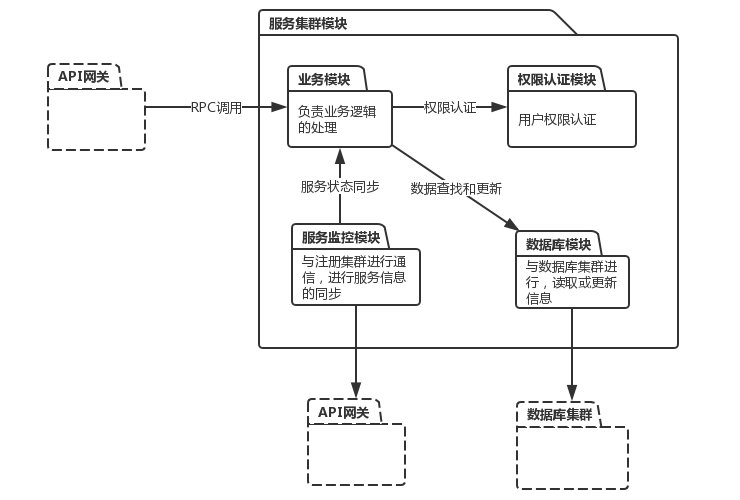 服务集群模块
API网关
业务模块
权限认证模块
RPC调用
负责业务逻辑
的处理
权限认证
用户权限认证
服务状态同步
数据查找和更新
服务监控模块
与注册集群进行通
信，进行服务信息
的同步
数据库模块
与数据库集群进
行，读取或更新
信息
API网关
数据库集群